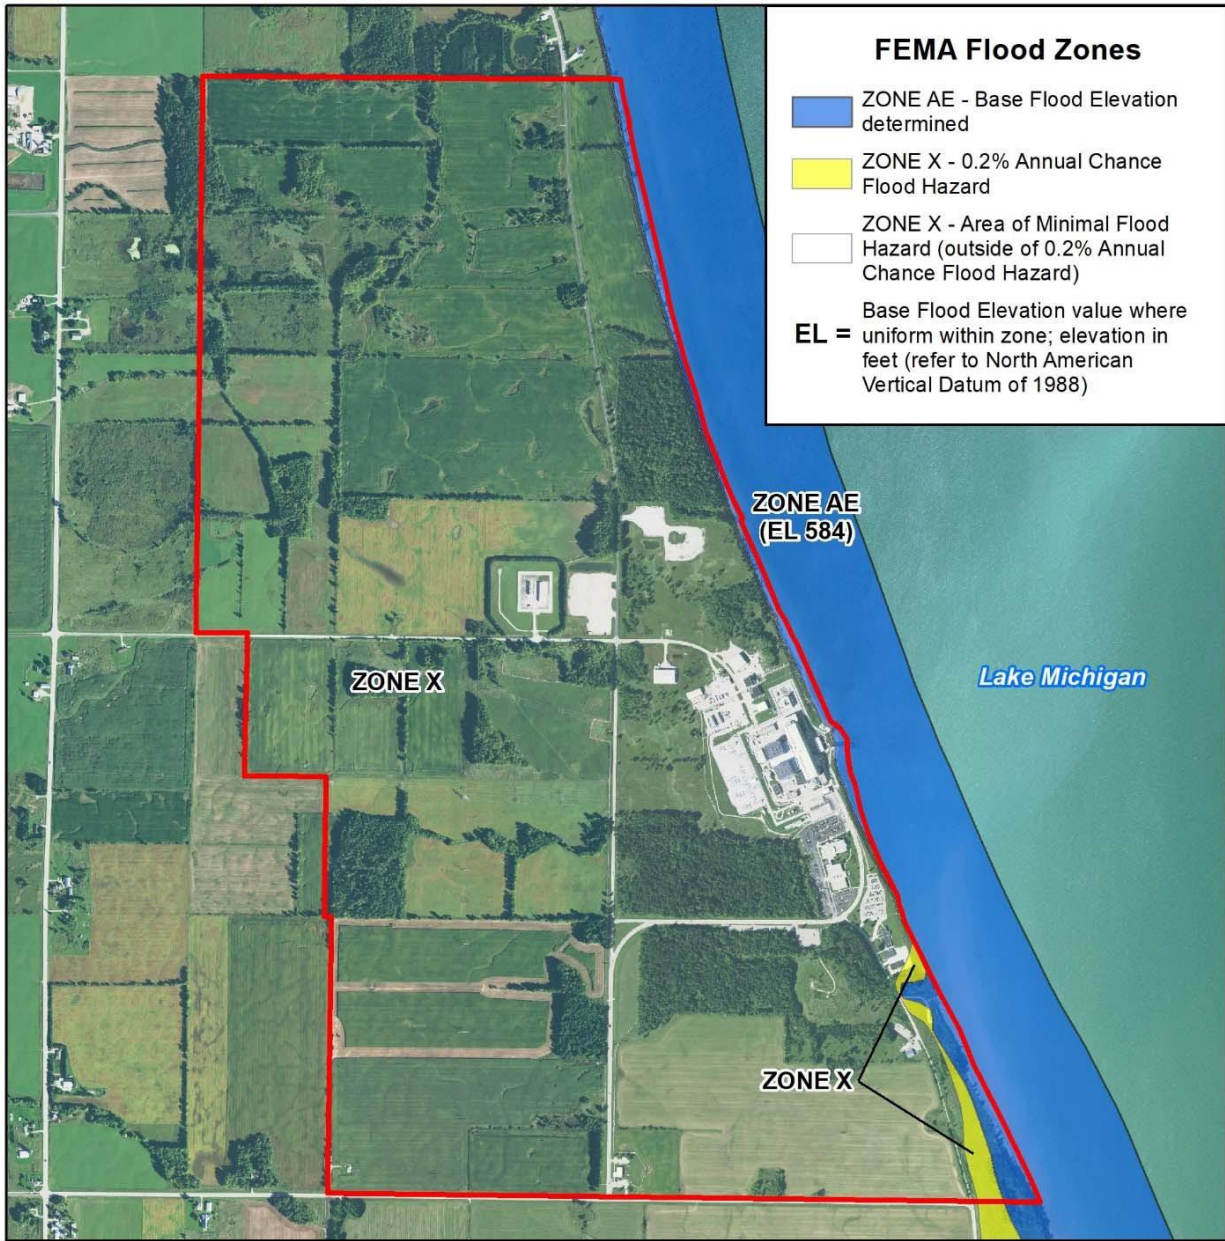 FEMA Flood Zones
ZONE AE - Base Flood Elevation
determined
ZONE X - 0.2% Annual Chance
Flood Hazard
ZONE X - Area of Minimal Flood
Hazard (outside of 0.2% Annual
Chance Flood Hazard)
EL = Base Flood Elevation value where
uniform within zone; elevation in
feet (refer to North American
Vertical Datum of 1988)
ZONE AE
(EL 584)
Lake Michigan
ZONE X
ZONE X